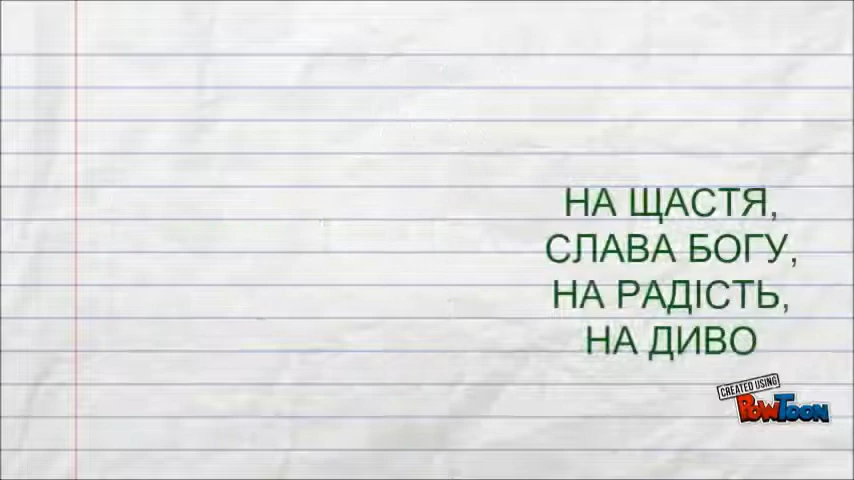 НА ЩАСТЯ,
СЛАВА БОГУ,
НА РАДІСТЬ,
НА ДИВО
CREATED USING
POWTOON